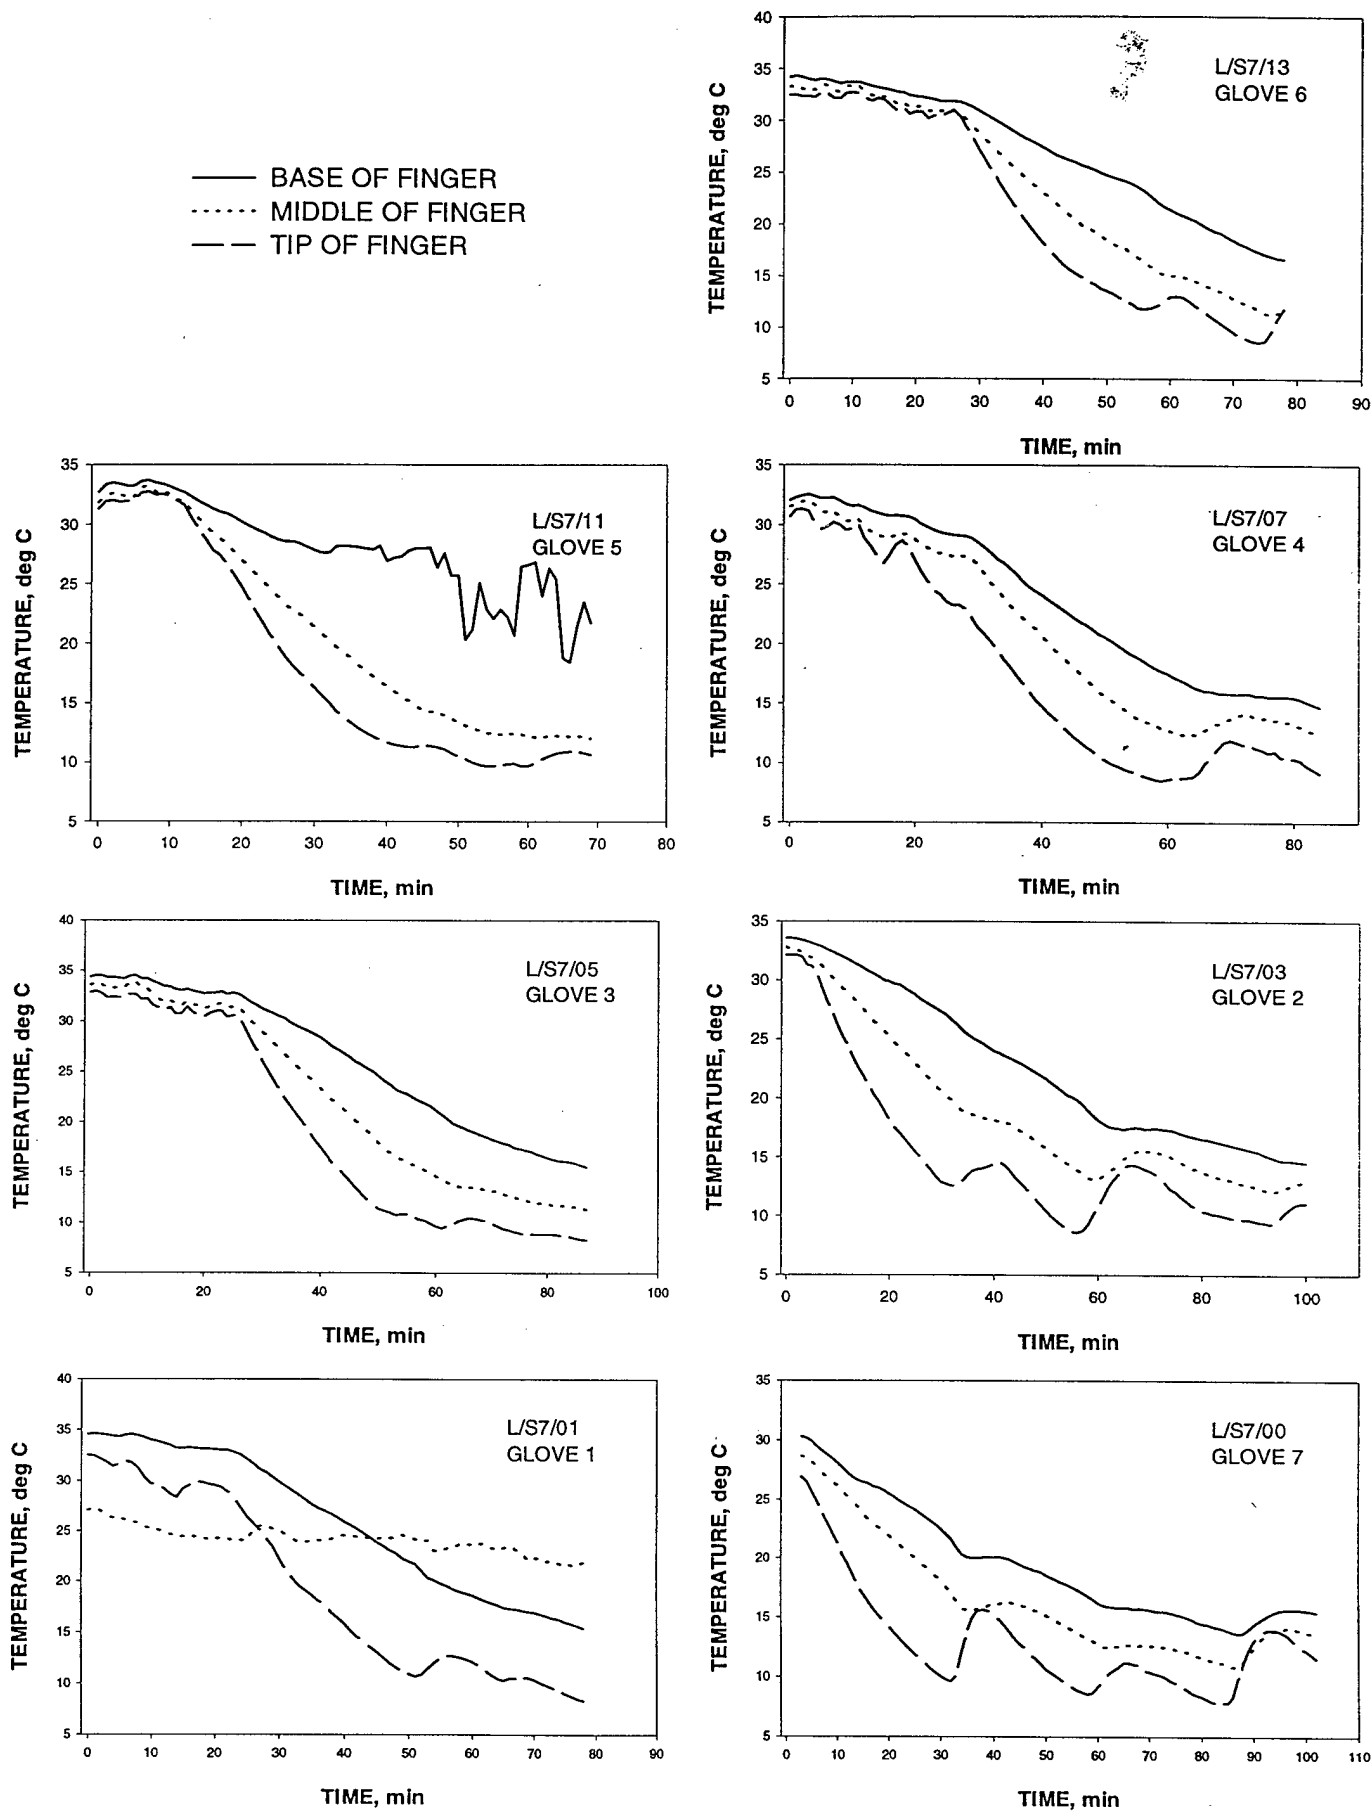 BASE OF FINGER
MIDDLE OF FINGER
TIP OF FINGER
TEMPERATURE, deg C
40
35
30
25
20
15
10
5
L/S7/13
GLOVE 6
0 10 20 30 40 50 60 70 80 90
TIME, min
TEMPERATURE, deg C
35
30
25
20
15
10
5
L/S7/11
GLOVE 5
0 10 20 30 40 50 60 70 80
TIME, min
TEMPERATURE, deg C
35
30
25
20
15
10
5
L/S7/07
GLOVE 4
0 20 40 60 80
TIME, min
TEMPERATURE, deg C
40
35
30
25
20
15
10
5
L/S7/05
GLOVE 3
0 20 40 60 80 100
TIME, min
TEMPERATURE, deg C
35
30
25
20
15
10
5
L/S7/03
GLOVE 2
0 20 40 60 80 100
TIME, min
TEMPERATURE, deg C
40
35
30
25
20
15
10
5
L/S7/01
GLOVE 1
0 10 20 30 40 50 60 70 80 90
TIME, min
TEMPERATURE, deg C
35
30
25
20
15
10
5
L/S7/00
GLOVE 7
0 10 20 30 40 50 60 70 80 90 100 110
TIME, min